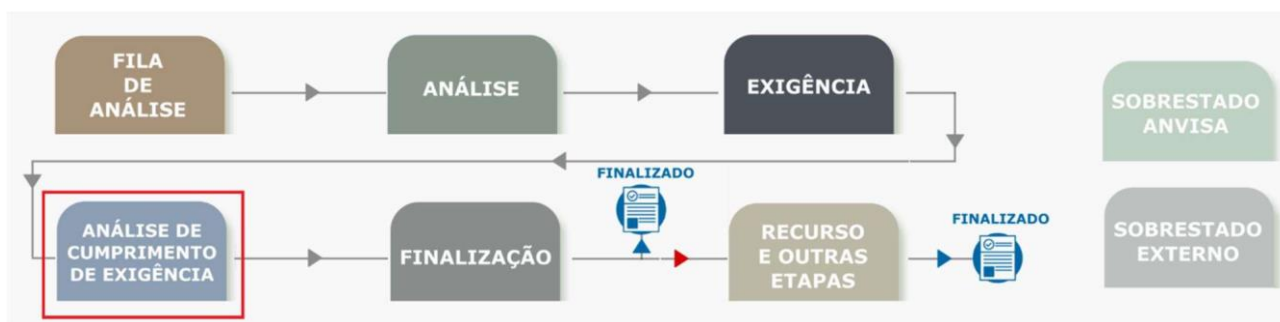 FILA
DE
ANÁLISE
ANÁLISE
EXIGÊNCIA
SOBRESTADO
ANVISA
ANÁLISE DE
CUMPRIMENTO
DE EXIGÊNCIA
FINALIZAÇÃO
FINALIZADO
RECURSO
E OUTRAS
ETAPAS
FINALIZADO
SOBRESTADO
EXTERNO